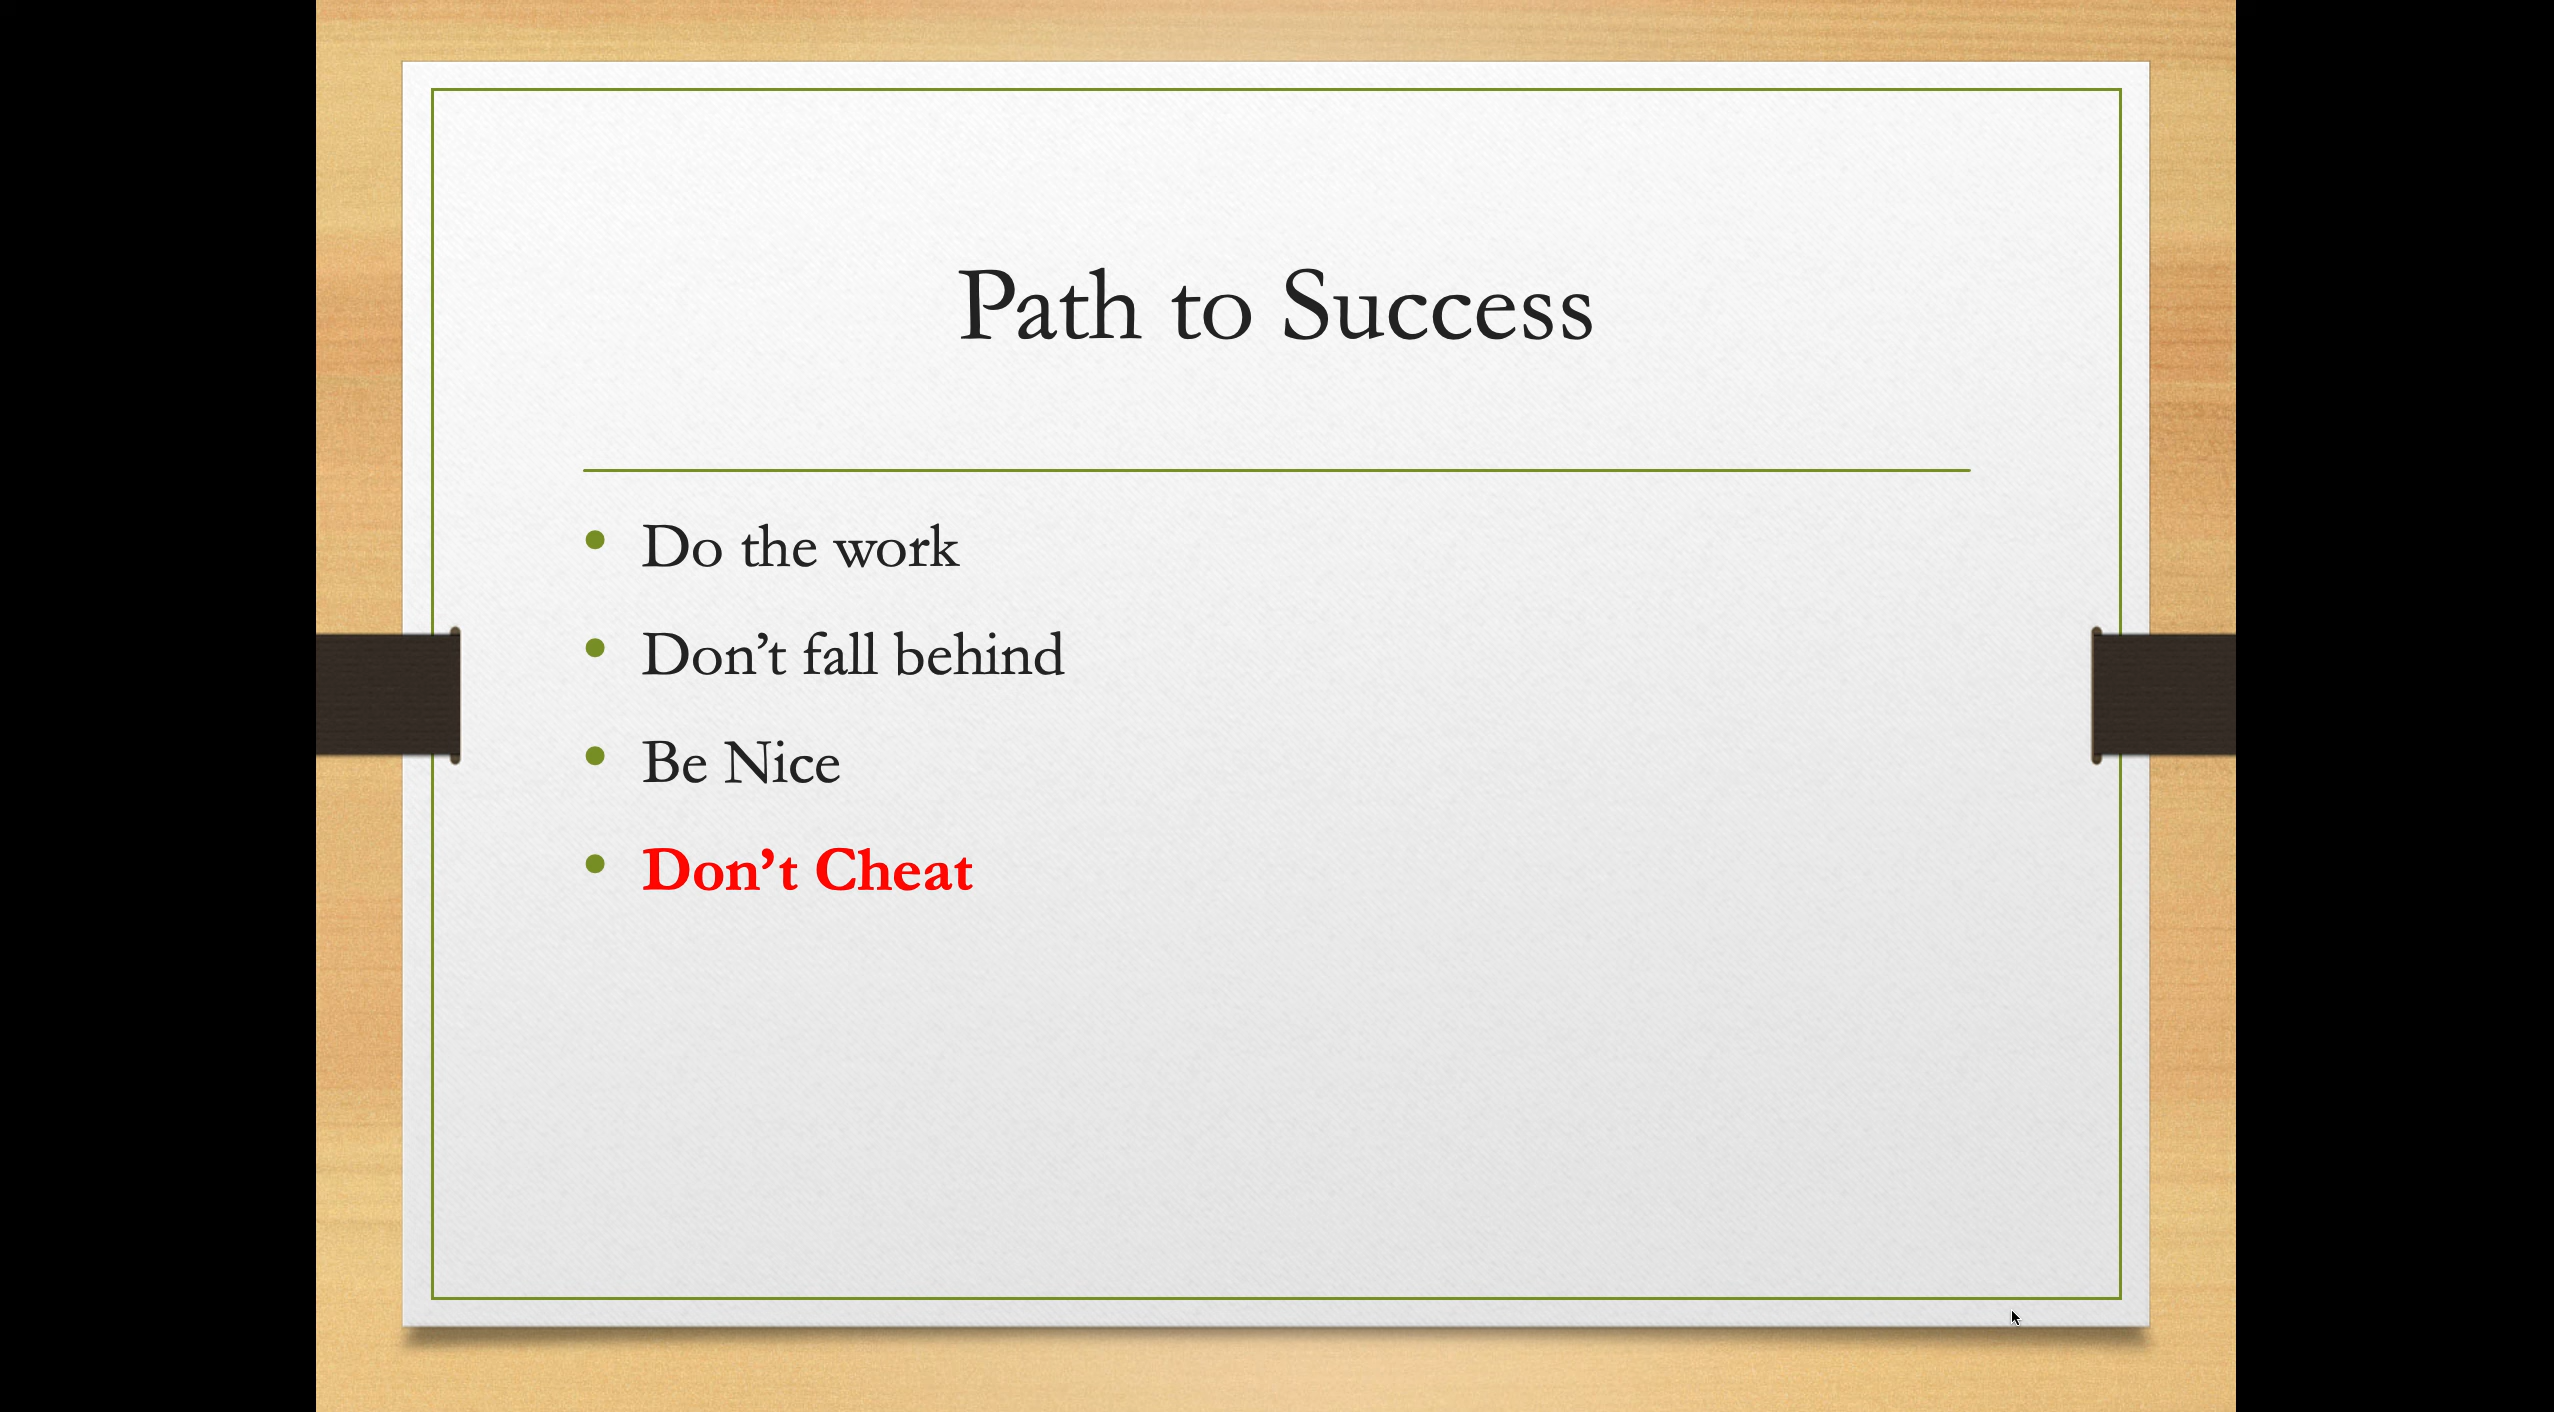 Path to Success
Do the work
Don’t fall behind
Be Nice
Don’t Cheat